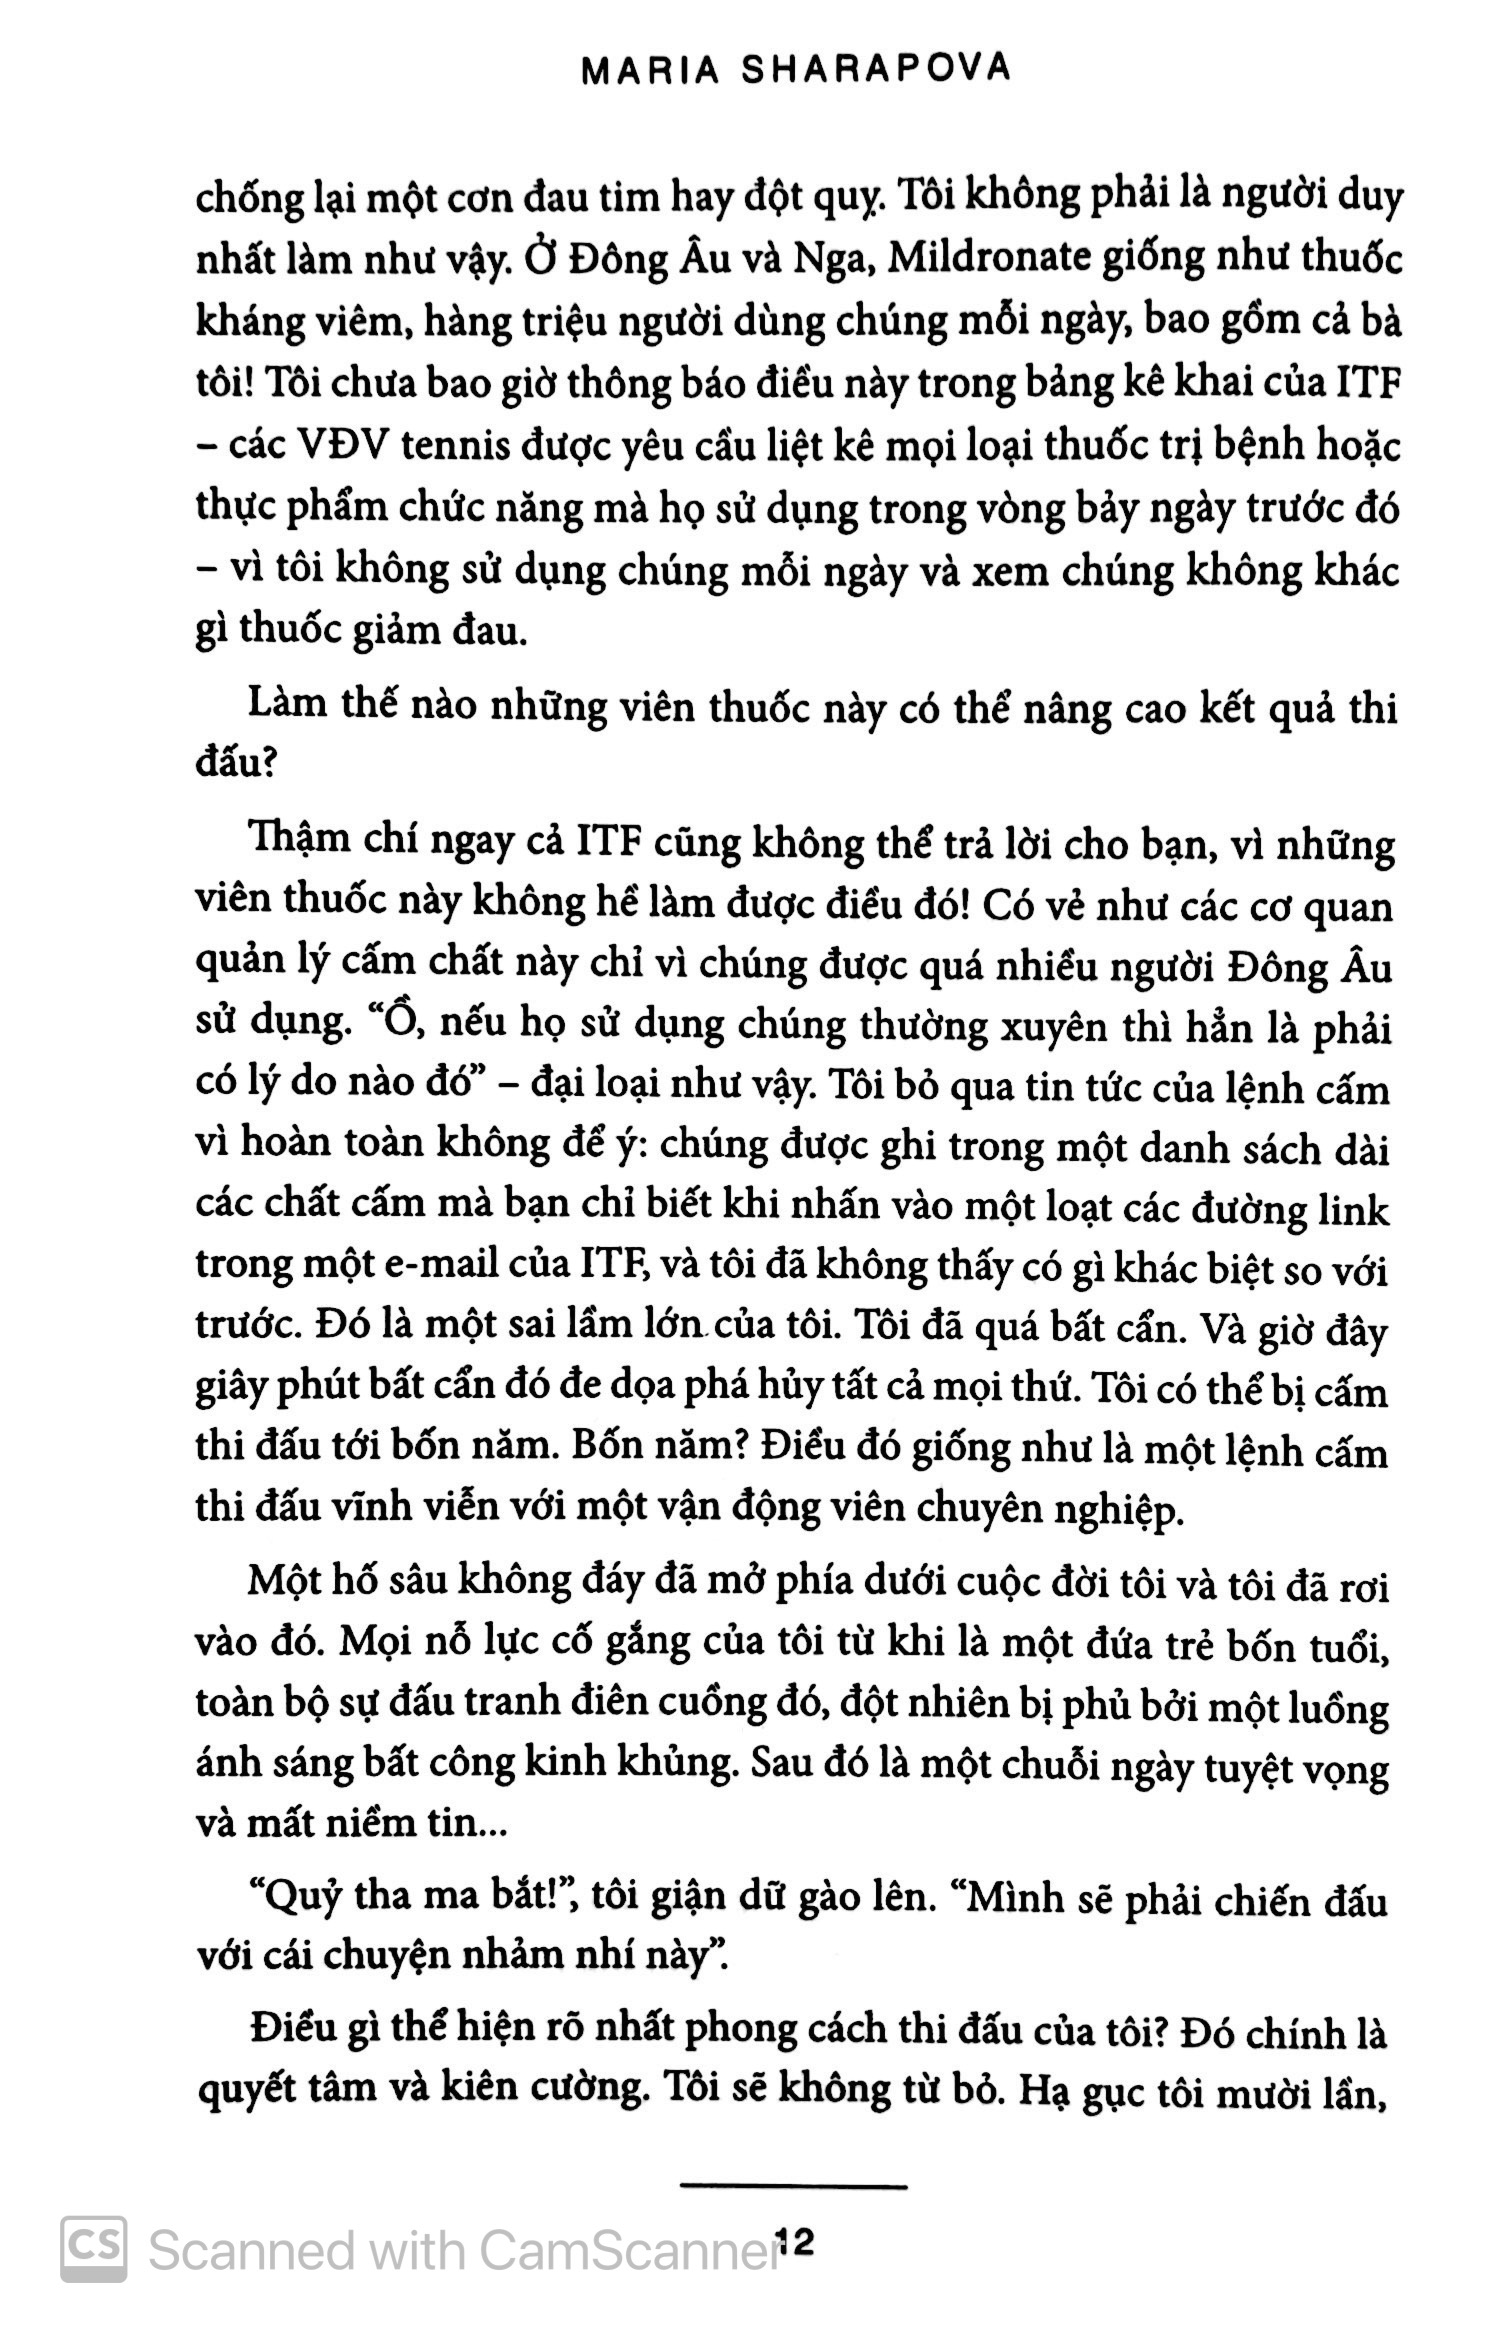 MARIA SHARAPOVA
chống lại một cơn đau tim hay đột quỵ. Tôi không phải là người duy
nhất làm như vậy. Ở Đông Âu và Nga, Mildronate giống như thuốc
kháng viêm, hàng triệu người dùng chúng mỗi ngày, bao gồm cả bà
tôi! Tôi chưa bao giờ thông báo điều này trong bảng kê khai của ITF
– các VĐV tennis được yêu cầu liệt kê mọi loại thuốc trị bệnh hoặc
thực phẩm chức năng mà họ sử dụng trong vòng bảy ngày trước đó
– vì tôi không sử dụng chúng mỗi ngày và xem chúng không khác
gì thuốc giảm đau.
Làm thế nào những viên thuốc này có thể nâng cao kết quả thi
đấu?
Thậm chí ngay cả ITF cũng không thể trả lời cho bạn, vì những
viên thuốc này không hề làm được điều đó! Có vẻ như các cơ quan
quản lý cấm chất này chỉ vì chúng được quá nhiều người Đông Âu
sử dụng. “Ồ, nếu họ sử dụng chúng thường xuyên thì hẳn là phải
có lý do nào đó” – đại loại như vậy. Tôi bỏ qua tin tức của lệnh cấm
vì hoàn toàn không để ý: chúng được ghi trong một danh sách dài
các chất cấm mà bạn chỉ biết khi nhấn vào một loạt các đường link
trong một e-mail của ITF, và tôi đã không thấy có gì khác biệt so với
trước. Đó là một sai lầm lớn của tôi. Tôi đã quá bất cẩn. Và giờ đây
giây phút bất cẩn đó đe dọa phá hủy tất cả mọi thứ. Tôi có thể bị cấm
thi đấu tới bốn năm. Bốn năm? Điều đó giống như là một lệnh cấm
thi đấu vĩnh viễn với một vận động viên chuyên nghiệp.
Một hố sâu không đáy đã mở phía dưới cuộc đời tôi và tôi đã rơi
vào đó. Mọi nỗ lực cố gắng của tôi từ khi là một đứa trẻ bốn tuổi,
toàn bộ sự đấu tranh điên cuồng đó, đột nhiên bị phủ bởi một luồng
ánh sáng bất công kinh khủng. Sau đó là một chuỗi ngày tuyệt vọng
và mất niềm tin...
“Quỷ tha ma bắt!”, tôi giận dữ gào lên. “Mình sẽ phải chiến đấu
với cái chuyện nhảm nhí này”.
Điều gì thể hiện rõ nhất phong cách thi đấu của tôi? Đó chính là
quyết tâm và kiên cường. Tôi sẽ không từ bỏ. Hạ gục tôi mười lần,
12
CS Scanned with CamScanner